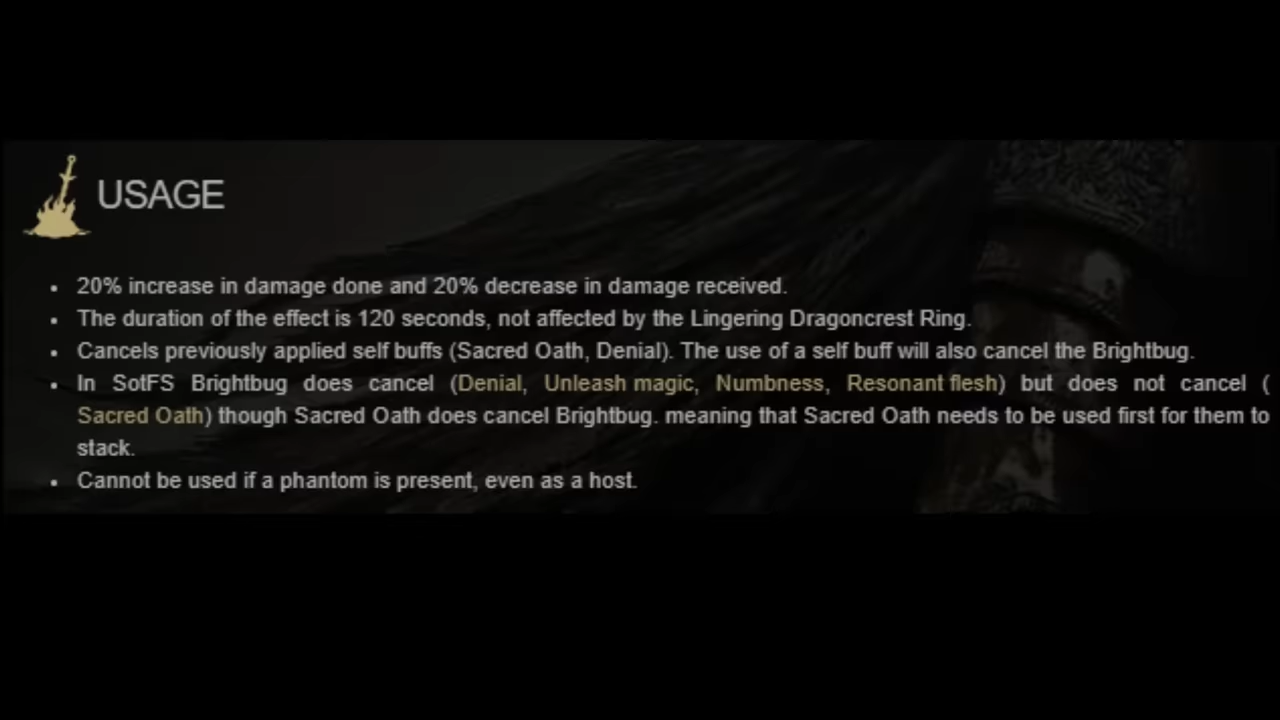 USAGE
20% increase in damage done and 20% decrease in damage received.
The duration of the effect is 120 seconds, not affected by the Lingering Dragoncrest Ring.
Cancels previously applied self buffs (Sacred Oath, Denial). The use of a self buff will also cancel the Brightbug.
In SotFS Brightbug does cancel (Denial, Unleash magic, Numbness, Resonant flesh) but does not cancel (
Sacred Oath) though Sacred Oath does cancel Brightbug. meaning that Sacred Oath needs to be used first for them to
stack.
Cannot be used if a phantom is present, even as a host.